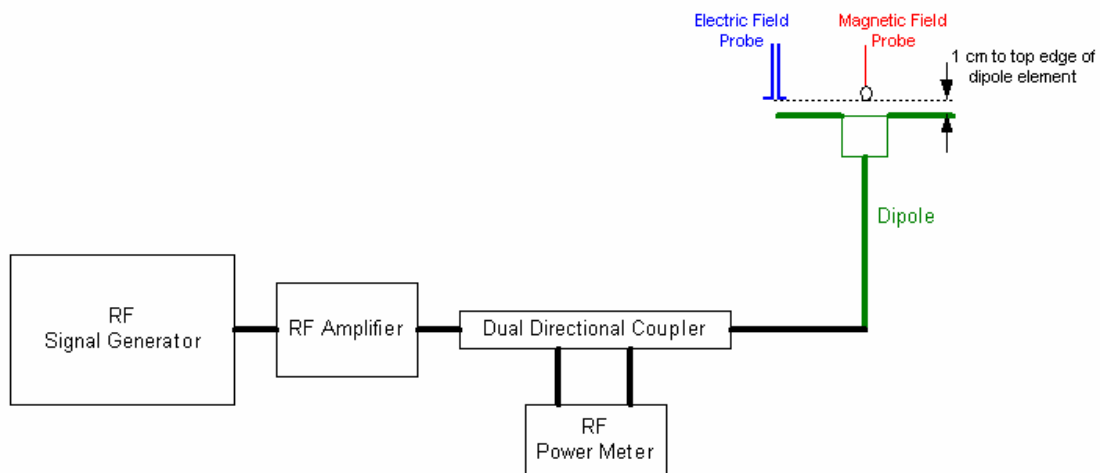 Electric Field
Probe
Magnetic Field
Probe
1 cm to top edge of
dipole element
Dipole
RF
Signal Generator
RF Amplifier
Dual Directional Coupler
RF
Power Meter